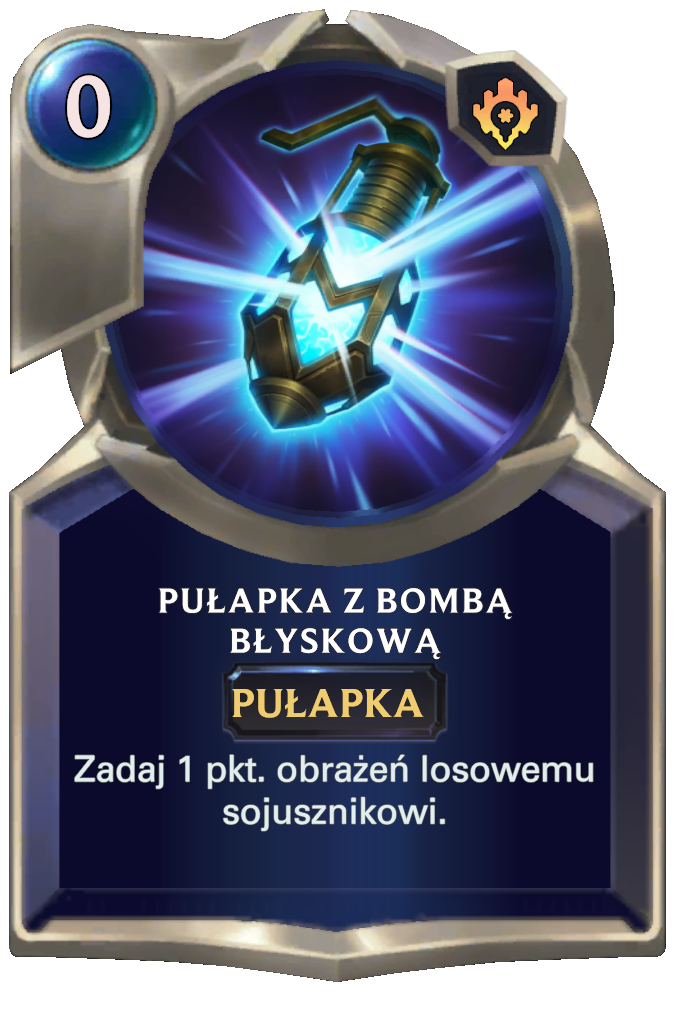 0
PUŁAPKA Z BOMBĄ
BŁYSKOWĄ
PUŁAPKA
Zadaj 1 pkt. obrażeń losowemu
sojusznikowi.